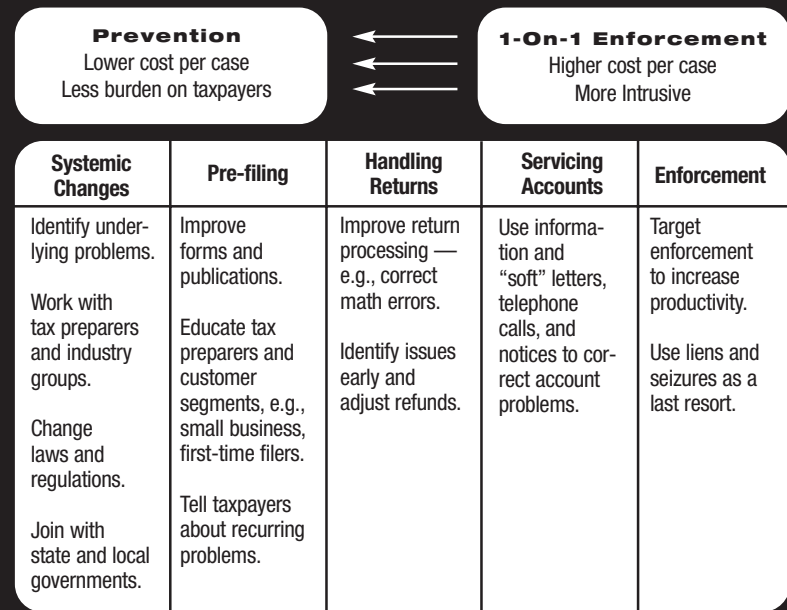 Prevention
Lower cost per case
Less burden on taxpayers
1-On-1 Enforcement
Higher cost per case
More Intrusive
Systemic
Changes
Identify under-
lying problems.
Work with
tax preparers
and industry
groups.
Change
laws and
regulations.
Join with
state and local
governments.
Pre-filing
Improve
forms and
publications.
Educate tax
preparers and
customer
segments, e.g.,
small business,
first-time filers.
Tell taxpayers
about recurring
problems.
Handling
Returns
Improve return
processing —
e.g., correct
math errors.
Identify issues
early and
adjust refunds.
Servicing
Accounts
Use informa-
tion and
“soft” letters,
telephone
calls, and
notices to cor-
rect account
problems.
Enforcement
Target
enforcement
to increase
productivity.
Use liens and
seizures as a
last resort.